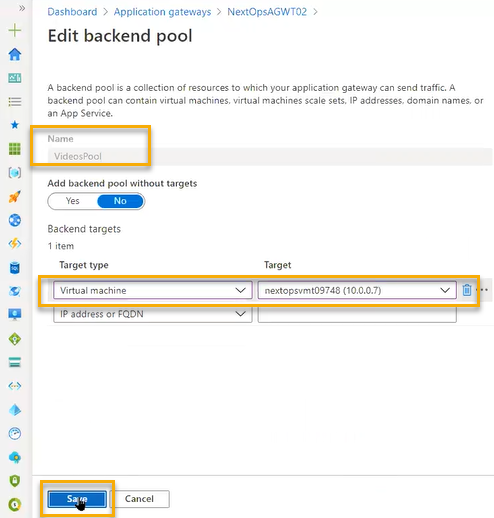 Dashboard > Application gateways > NextOpsAGWT02 >
Edit backend pool
A backend pool is a collection of resources to which your application gateway can send traffic. A
backend pool can contain virtual machines, virtual machines scale sets, IP addresses, domain names, or
an App Service.
Name
VideosPool
Add backend pool without targets
Yes No
Backend targets
1 item
Target type Target
Virtual machine nextopsvmt09748 (10.0.0.7)
IP address or FQDN
Save Cancel